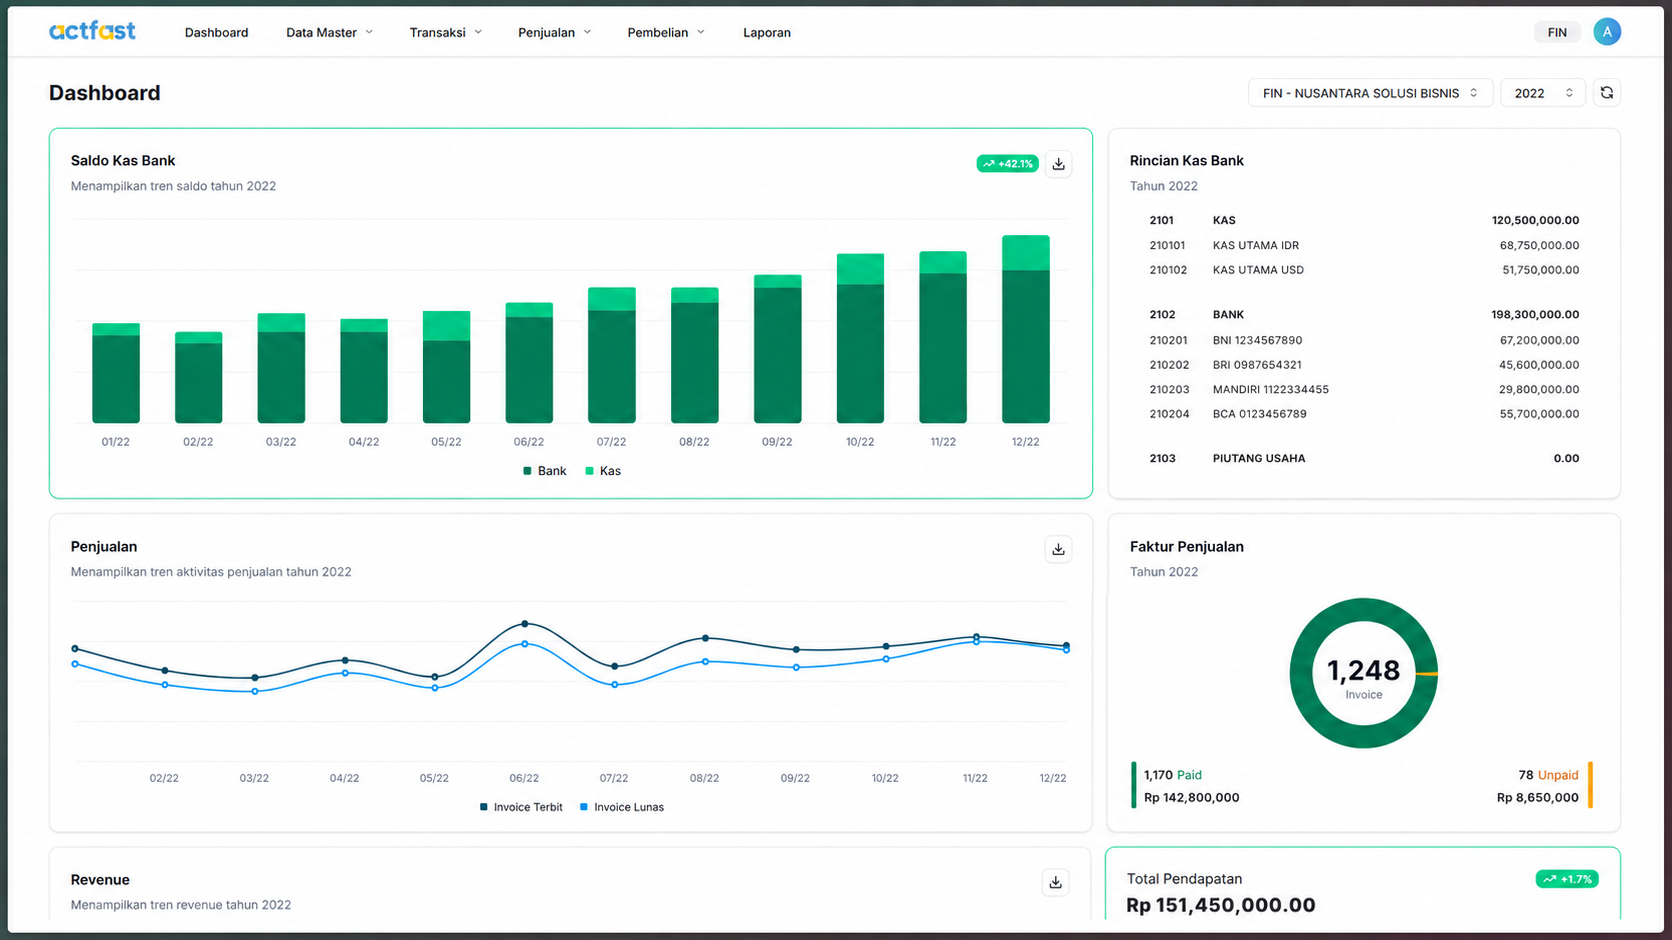 actfast
Dashboard Data Master Transaksi Penjualan Pembelian Laporan
FIN A
Dashboard
FIN - NUSANTARA SOLUSI BISNIS 2022
Saldo Kas Bank
+42.1%
Menampilkan tren saldo tahun 2022
01/22 02/22 03/22 04/22 05/22 06/22 07/22 08/22 09/22 10/22 11/22 12/22
Bank Kas
Rincian Kas Bank
Tahun 2022
2101 KAS 120,500,000.00
210101 KAS UTAMA IDR 68,750,000.00
210102 KAS UTAMA USD 51,750,000.00
2102 BANK 198,300,000.00
210201 BNI 1234567890 67,200,000.00
210202 BRI 0987654321 45,600,000.00
210203 MANDIRI 1122334455 29,800,000.00
210204 BCA 0123456789 55,700,000.00
2103 PIUTANG USAHA 0.00
Penjualan
Menampilkan tren aktivitas penjualan tahun 2022
02/22 03/22 04/22 05/22 06/22 07/22 08/22 09/22 10/22 11/22 12/22
Invoice Terbit Invoice Lunas
Faktur Penjualan
Tahun 2022
1,248
Invoice
1,170 Paid
Rp 142,800,000
78 Unpaid
Rp 8,650,000
Revenue
Menampilkan tren revenue tahun 2022
Total Pendapatan
+1.7%
Rp 151,450,000.00